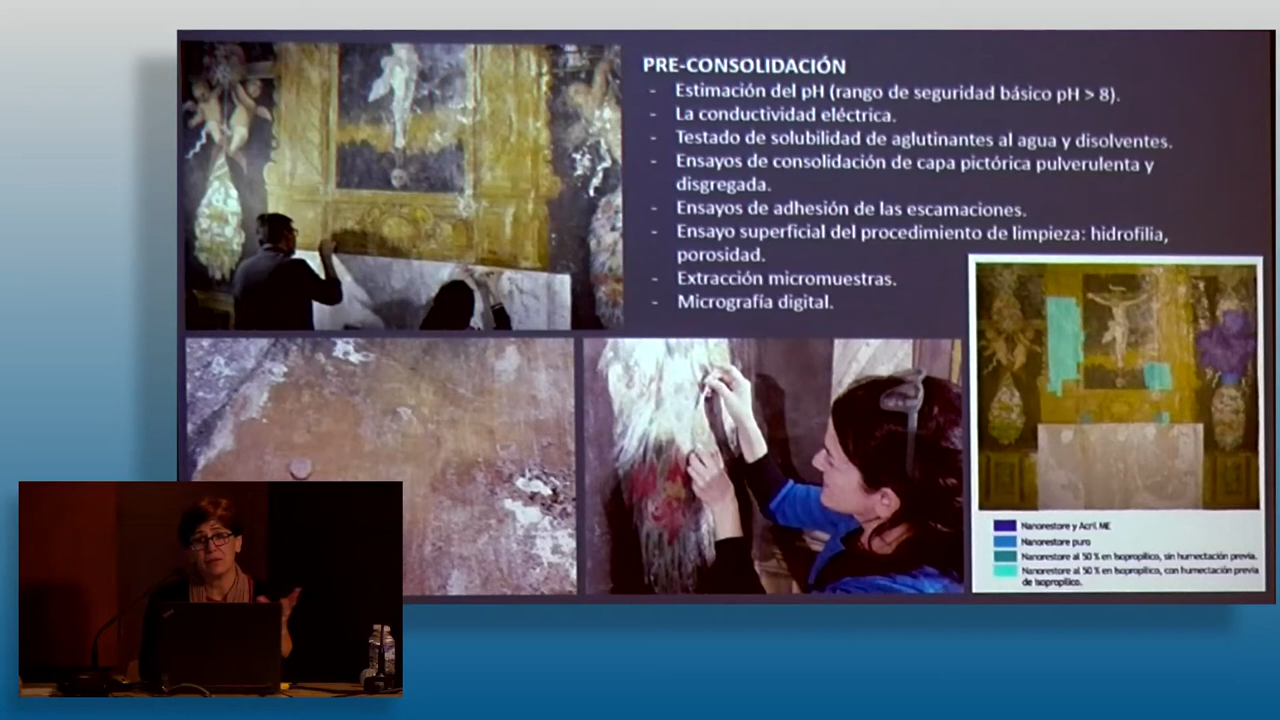 PRE-CONSOLIDACIÓN
- Estimación del pH (rango de seguridad básico pH > 8).
- La conductividad eléctrica.
- Testado de solubilidad de aglutinantes al agua y disolventes.
- Ensayos de consolidación de capa pictórica pulverulenta y
disgregada.
- Ensayos de adhesión de las escamaciones.
- Ensayo superficial del procedimiento de limpieza: hidrofilia,
porosidad.
- Extracción micromuestras.
- Micrografía digital.
Nanorestore y Acril ME
Nanorestore puro
Nanorestore al 50 % en Isopropílico, sin humectación previa.
Nanorestore al 50 % en Isopropílico, con humectación previa
de Isopropílico.